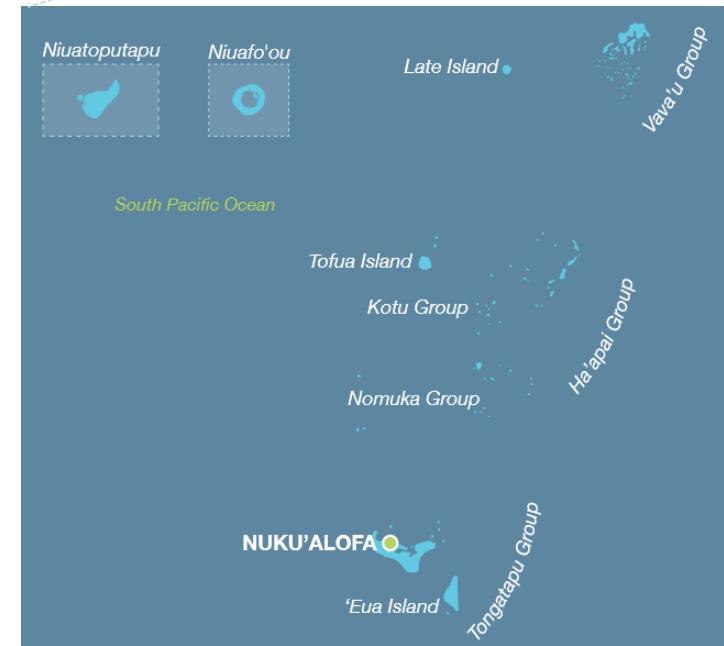 Niuatoputapu
Niuafo'ou
Late Island
Vava'u Group
South Pacific Ocean
Tofua Island
Kotu Group
Ha'apai Group
Nomuka Group
NUKU'ALOFA
Tongatapu Group
'Eua Island